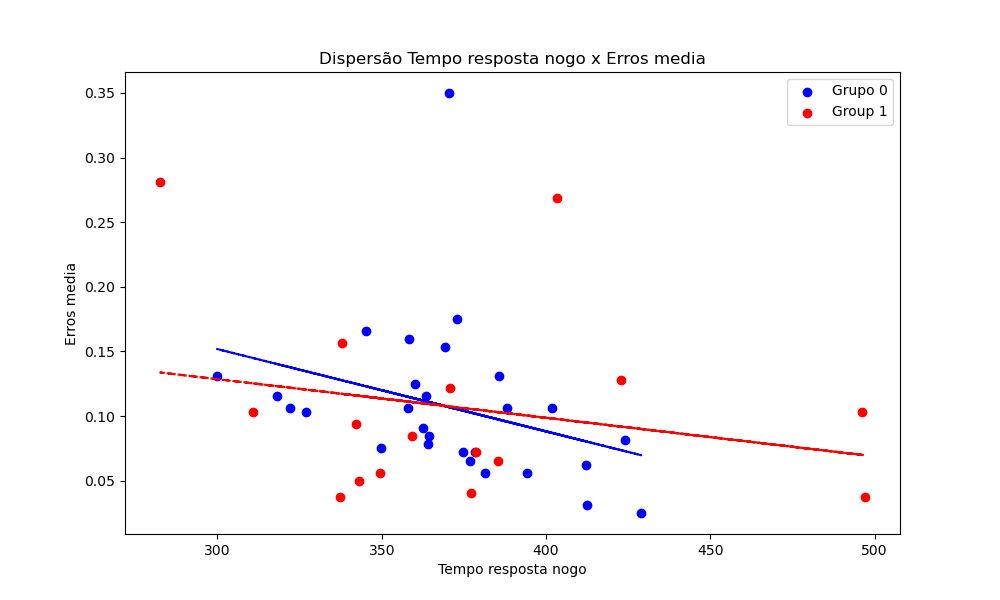 Dispersão Tempo resposta nogo x Erros media
Grupo 0
Group 1
0.35
0.30
0.25
0.20
0.15
0.10
0.05
Erros media
300 350 400 450 500
Tempo resposta nogo